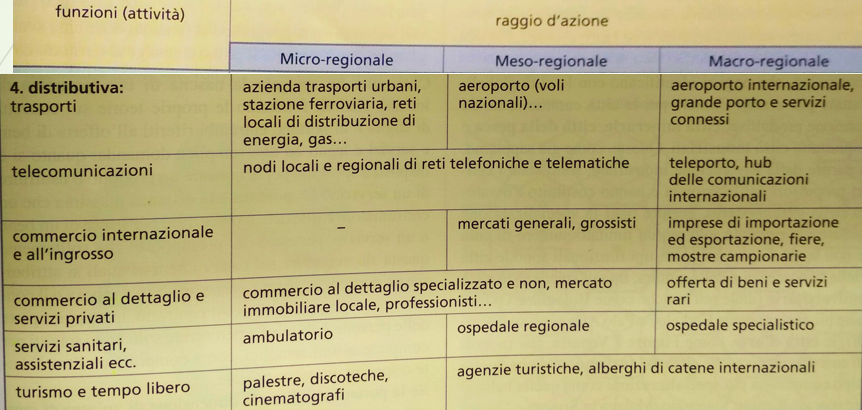 funzioni (attività)
raggio d'azione
Micro-regionale
Meso-regionale
Macro-regionale
4. distributiva:
trasporti
azienda trasporti urbani,
stazione ferroviaria, reti
locali di distribuzione di
energia, gas...
aeroporto (voli
nazionali)...
aeroporto internazionale,
grande porto e servizi
connessi
telecomunicazioni
nodi locali e regionali di reti telefoniche e telematiche
teleporto, hub
delle comunicazioni
internazionali
commercio internazionale
e all'ingrosso
–
mercati generali, grossisti
imprese di importazione
ed esportazione, fiere,
mostre campionarie
commercio al dettaglio e
servizi privati
commercio al dettaglio specializzato e non, mercato
immobiliare locale, professionisti...
offerta di beni e servizi
rari
servizi sanitari,
assistenziali ecc.
ambulatorio
ospedale regionale
ospedale specialistico
turismo e tempo libero
palestre, discoteche,
cinematografi
agenzie turistiche, alberghi di catene internazionali